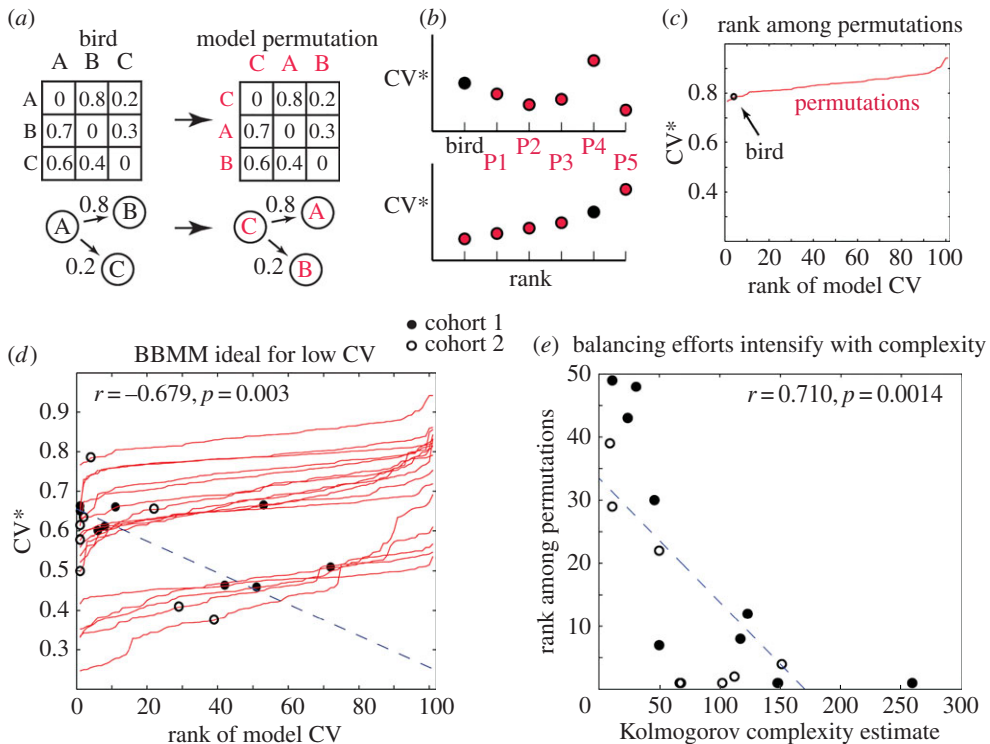 (a)
bird
model permutation
A B C
C A B
A 0 0.8 0.2
B 0.7 0 0.3
C 0.6 0.4 0
C 0 0.8 0.2
A 0.7 0 0.3
B 0.6 0.4 0
A 0.8 B
0.2 C
C 0.8 A
0.2 B
(b)
CV*
bird P1 P2 P3 P4 P5
CV*
rank
(c) rank among permutations
1.0
0.8
0.4
CV*
permutations
bird
0 20 40 60 80 100
rank of model CV
cohort 1
cohort 2
(d) BBMM ideal for low CV
r = –0.679, p = 0.003
0.9
0.8
0.7
0.6
0.5
0.4
0.3
CV*
0 20 40 60 80 100
rank of model CV
(e) balancing efforts intensify with complexity
r = 0.710, p = 0.0014
50
40
30
20
10
rank among permutations
0 50 100 150 200 250 300
Kolmogorov complexity estimate